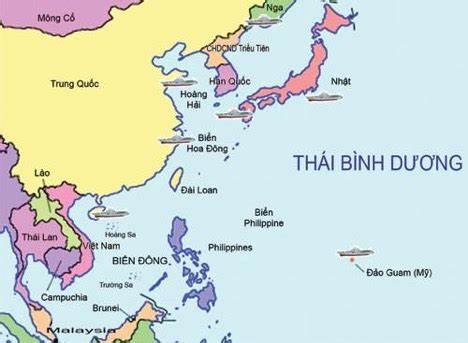 Mông Cổ
Nga
CHDCND Triều Tiên
Trung Quốc
Hàn Quốc
Nhật
Hoàng
Hải
Biển
Hoa Đông
THÁI BÌNH DƯƠNG
Lào
Đài Loan
Biển
Philippine
Hoàng Sa
Thái Lan
Việt Nam
Philippines
BIỂN ĐÔNG
Đảo Guam (Mỹ)
Trường Sa
Campuchia
Brunei
Malaysia